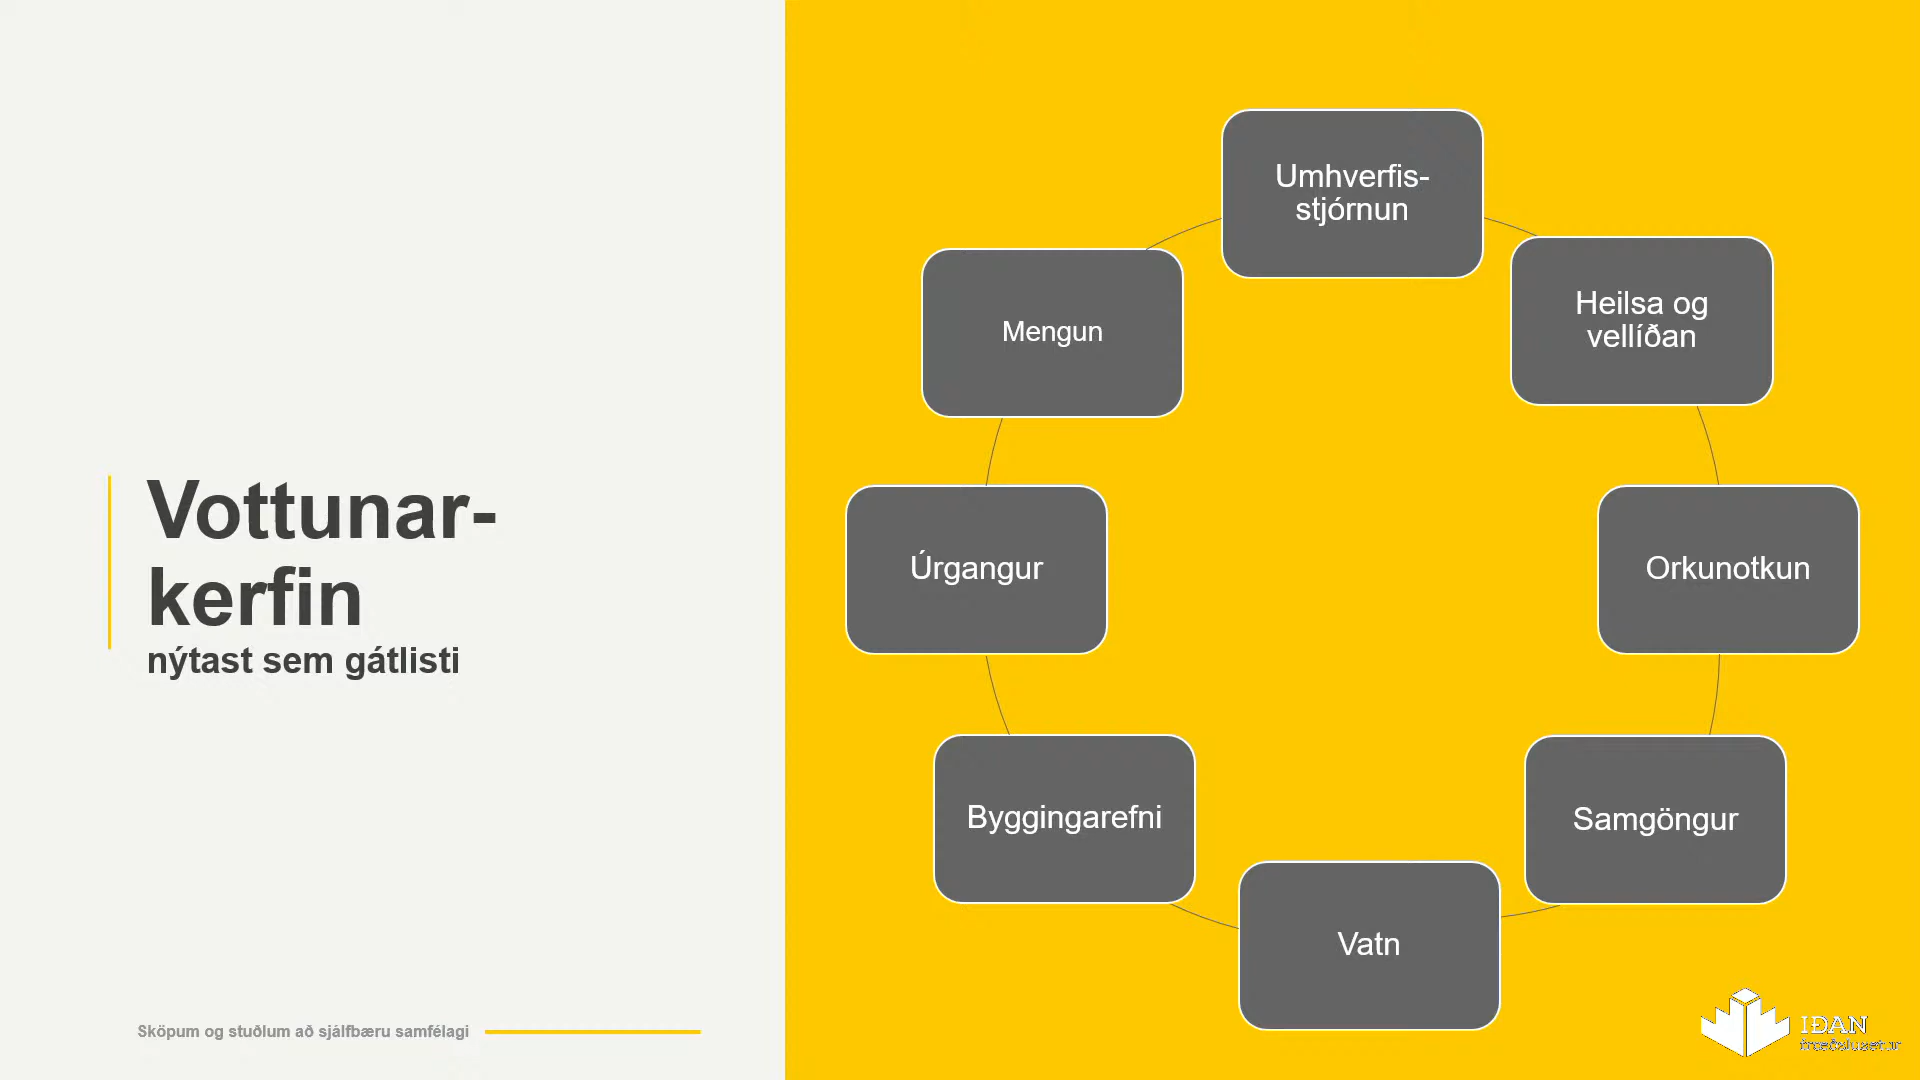 Vottunar-
kerfin
nýtast sem gátlisti
Umhverfis-
stjórnun
Heilsa og
vellíðan
Orkunotkun
Samgöngur
Vatn
Byggingarefni
Úrgangur
Mengun
Sköpum og stuðlum að sjálfbæru samfélagi
IÐAN
fræðslusetur